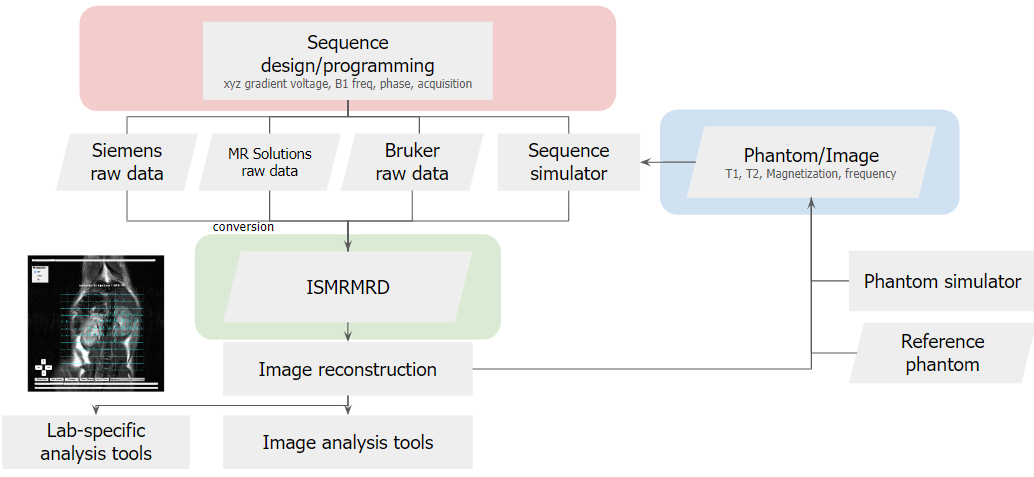 Sequence
design/programming
xyz gradient voltage, B1 freq, phase, acquisition
Siemens
raw data
MR Solutions
raw data
Bruker
raw data
Sequence
simulator
Phantom/Image
T1, T2, Magnetization, frequency
conversion
ISMRMRD
Phantom simulator
Reference
phantom
Image reconstruction
Lab-specific
analysis tools
Image analysis tools